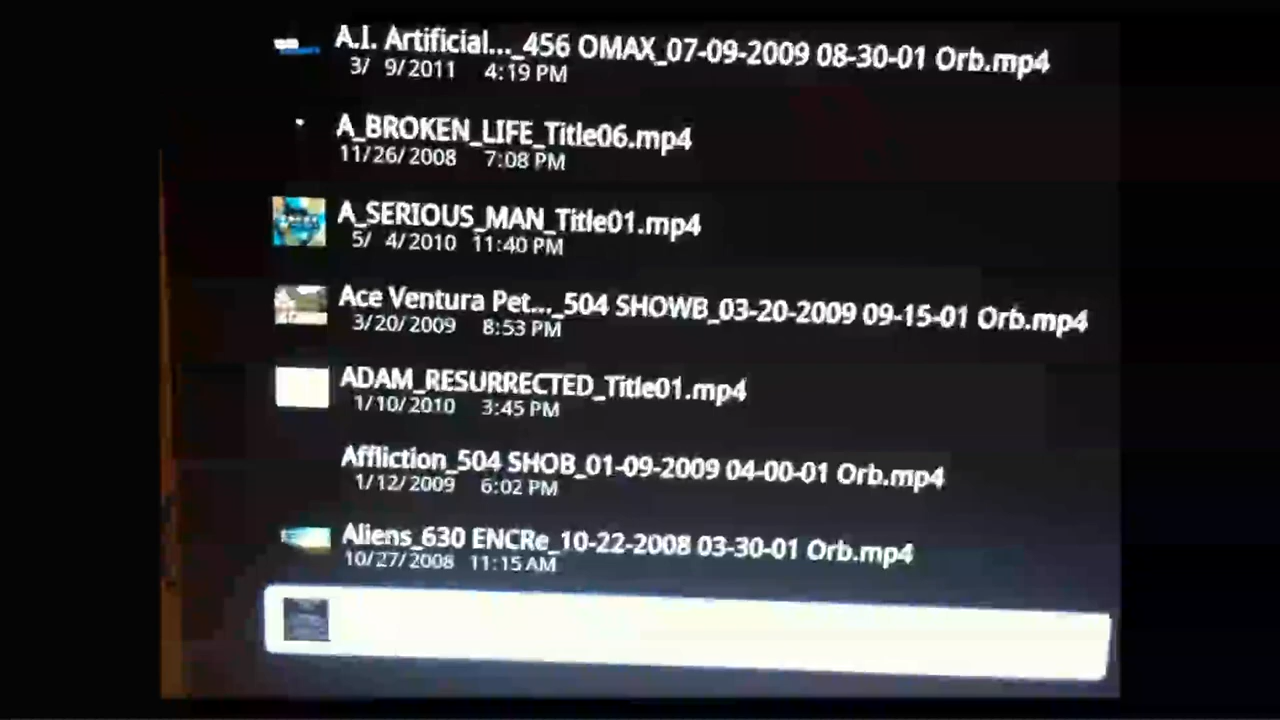 A.I. Artificial..._456 OMAX_07-09-2009 08-30-01 Orb.mp4
3/ 9/2011 4:19 PM
A_BROKEN_LIFE_Title06.mp4
11/26/2008 7:08 PM
A_SERIOUS_MAN_Title01.mp4
5/ 4/2010 11:40 PM
Ace Ventura Pet..._504 SHOWB_03-20-2009 09-15-01 Orb.mp4
3/20/2009 8:53 PM
ADAM_RESURRECTED_Title01.mp4
1/10/2010 3:45 PM
Affliction_504 SHOB_01-09-2009 04-00-01 Orb.mp4
1/12/2009 6:02 PM
Aliens_630 ENCRe_10-22-2008 03-30-01 Orb.mp4
10/27/2008 11:15 AM